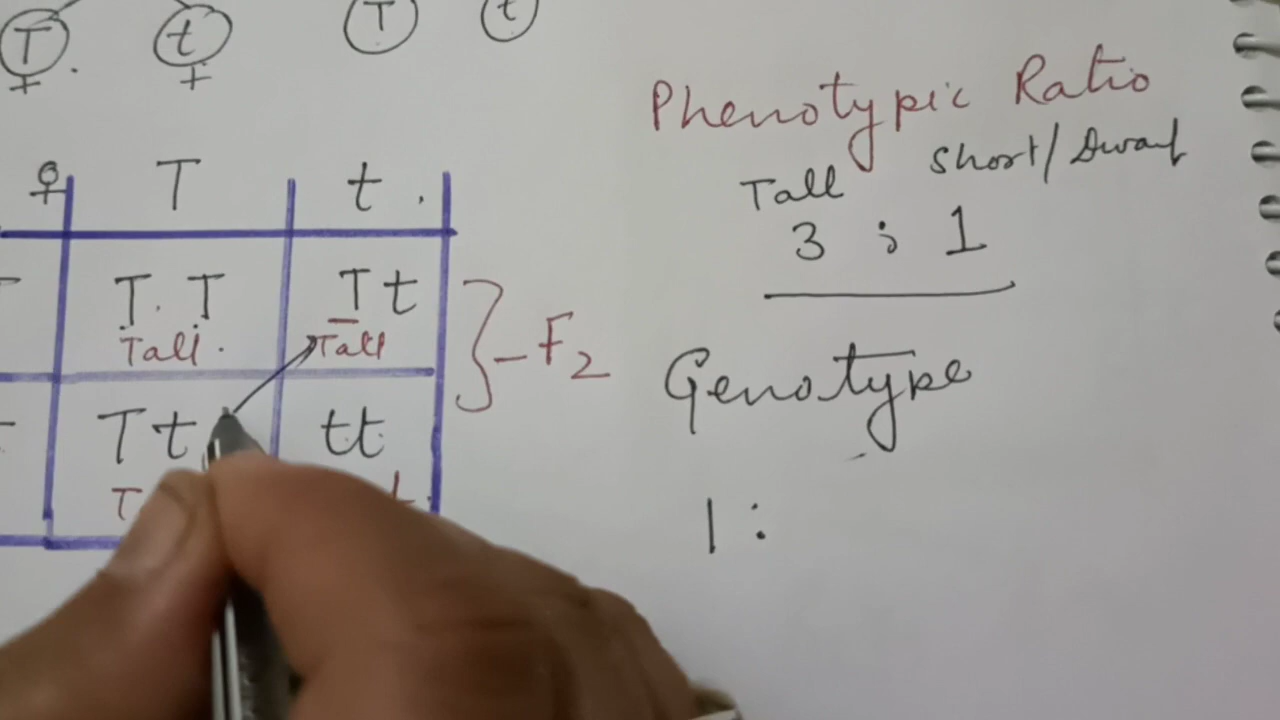 T t T t
Phenotypic Ratio
Tall Short/Dwarf
3 : 1
♀ T t
T T Tt
Tall Tall
} - F2
Genotype
Tt tt
T t
1 :